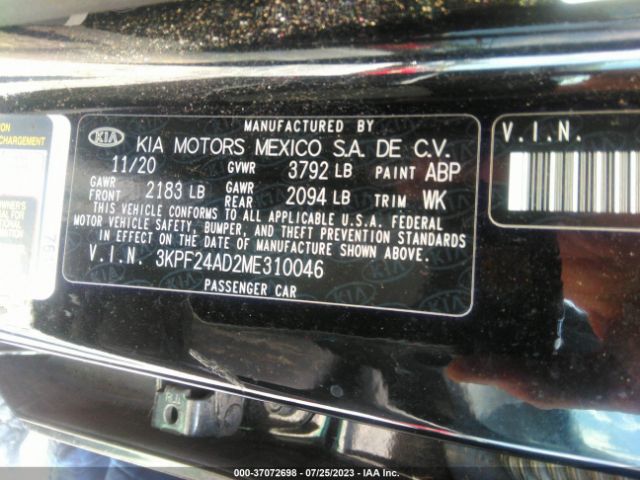 MANUFACTURED BY
KIA KIA MOTORS MEXICO S.A. DE C.V.
11/20 GVWR 3792 LB PAINT ABP
GAWR FRONT 2183 LB GAWR REAR 2094 LB TRIM WK
THIS VEHICLE CONFORMS TO ALL APPLICABLE U.S.A. FEDERAL
MOTOR VEHICLE SAFETY, BUMPER, AND THEFT PREVENTION STANDARDS
IN EFFECT ON THE DATE OF MANUFACTURE SHOWN ABOVE.
V.I.N. 3KPF24AD2ME310046
PASSENGER CAR
V.I.N.
000-37072698 - 07/25/2023 - IAA Inc.